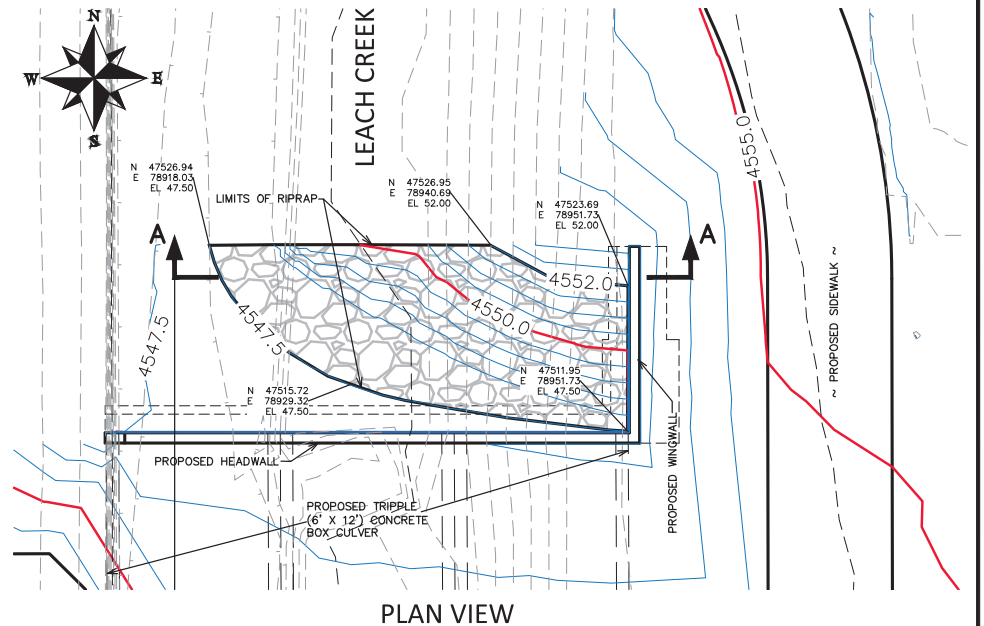 N
W E
S
LEACH CREEK
N 47526.94
E 78918.03
EL 47.50
LIMITS OF RIPRAP
N 47526.95
E 78940.69
EL 52.00
N 47523.69
E 78951.73
EL 52.00
4555.0
A
A
4552.0
4550.0
4547.5
4547.5
~ PROPOSED SIDEWALK ~
N 47515.72
E 78929.32
EL 47.50
N 47511.95
E 78951.73
EL 47.50
PROPOSED HEADWALL
PROPOSED WINGWALL
PROPOSED TRIPPLE
(6' X 12') CONCRETE
BOX CULVER
PLAN VIEW